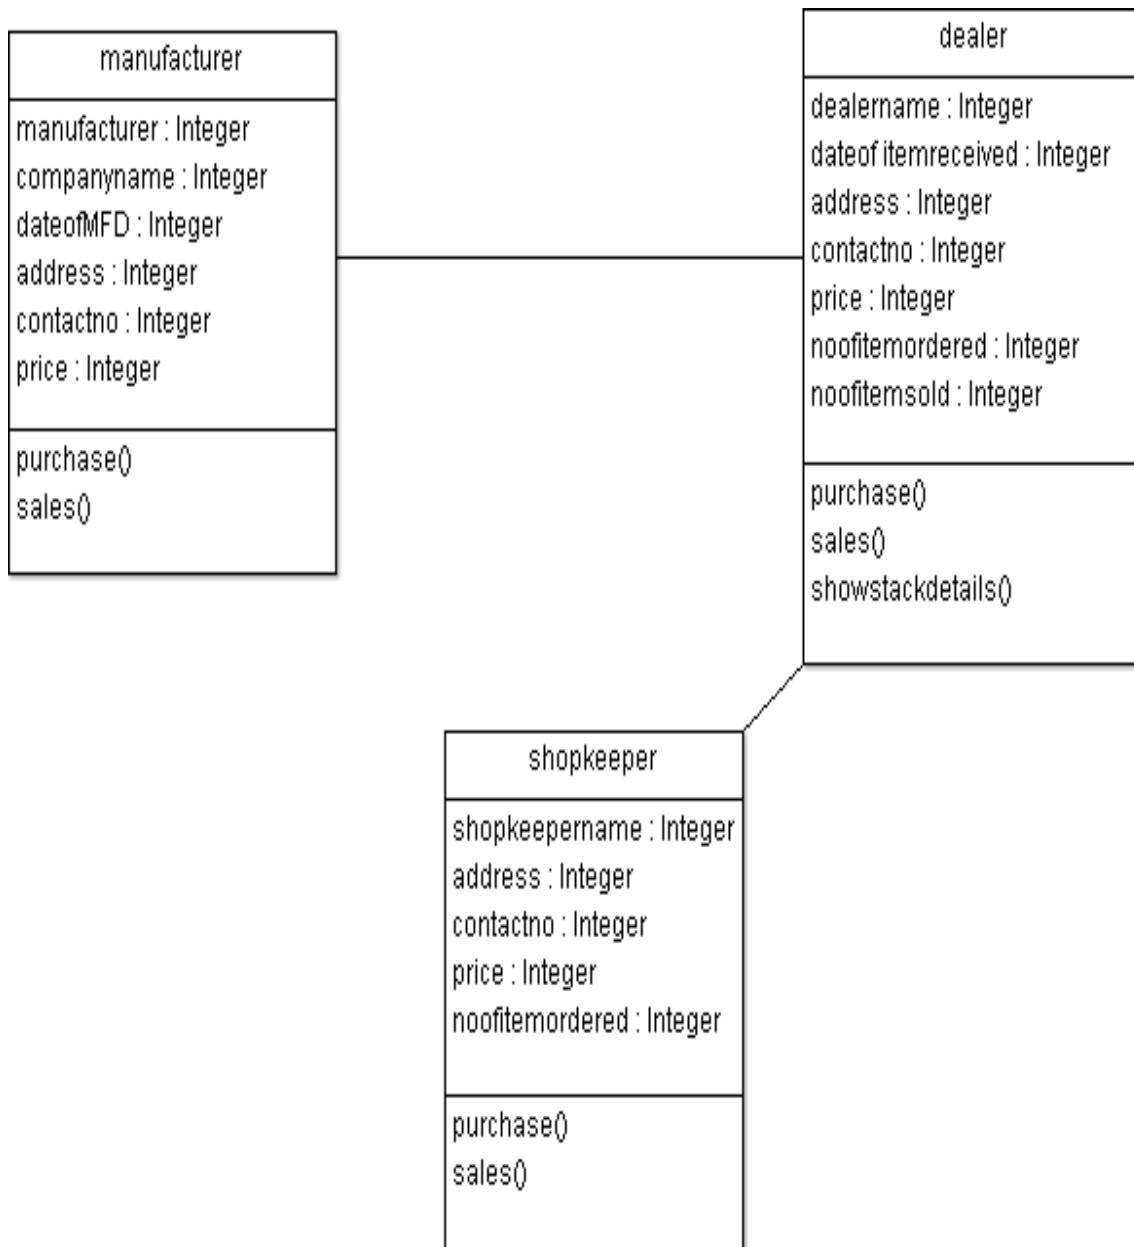 manufacturer
manufacturer : Integer
companyname : Integer
dateofMFD : Integer
address : Integer
contactno : Integer
price : Integer
purchase()
sales()
dealer
dealername : Integer
dateof itemreceived : Integer
address : Integer
contactno : Integer
price : Integer
noofitemordered : Integer
noofitemsold : Integer
purchase()
sales()
showstackdetails()
shopkeeper
shopkeepername : Integer
address : Integer
contactno : Integer
price : Integer
noofitemordered : Integer
purchase()
sales()